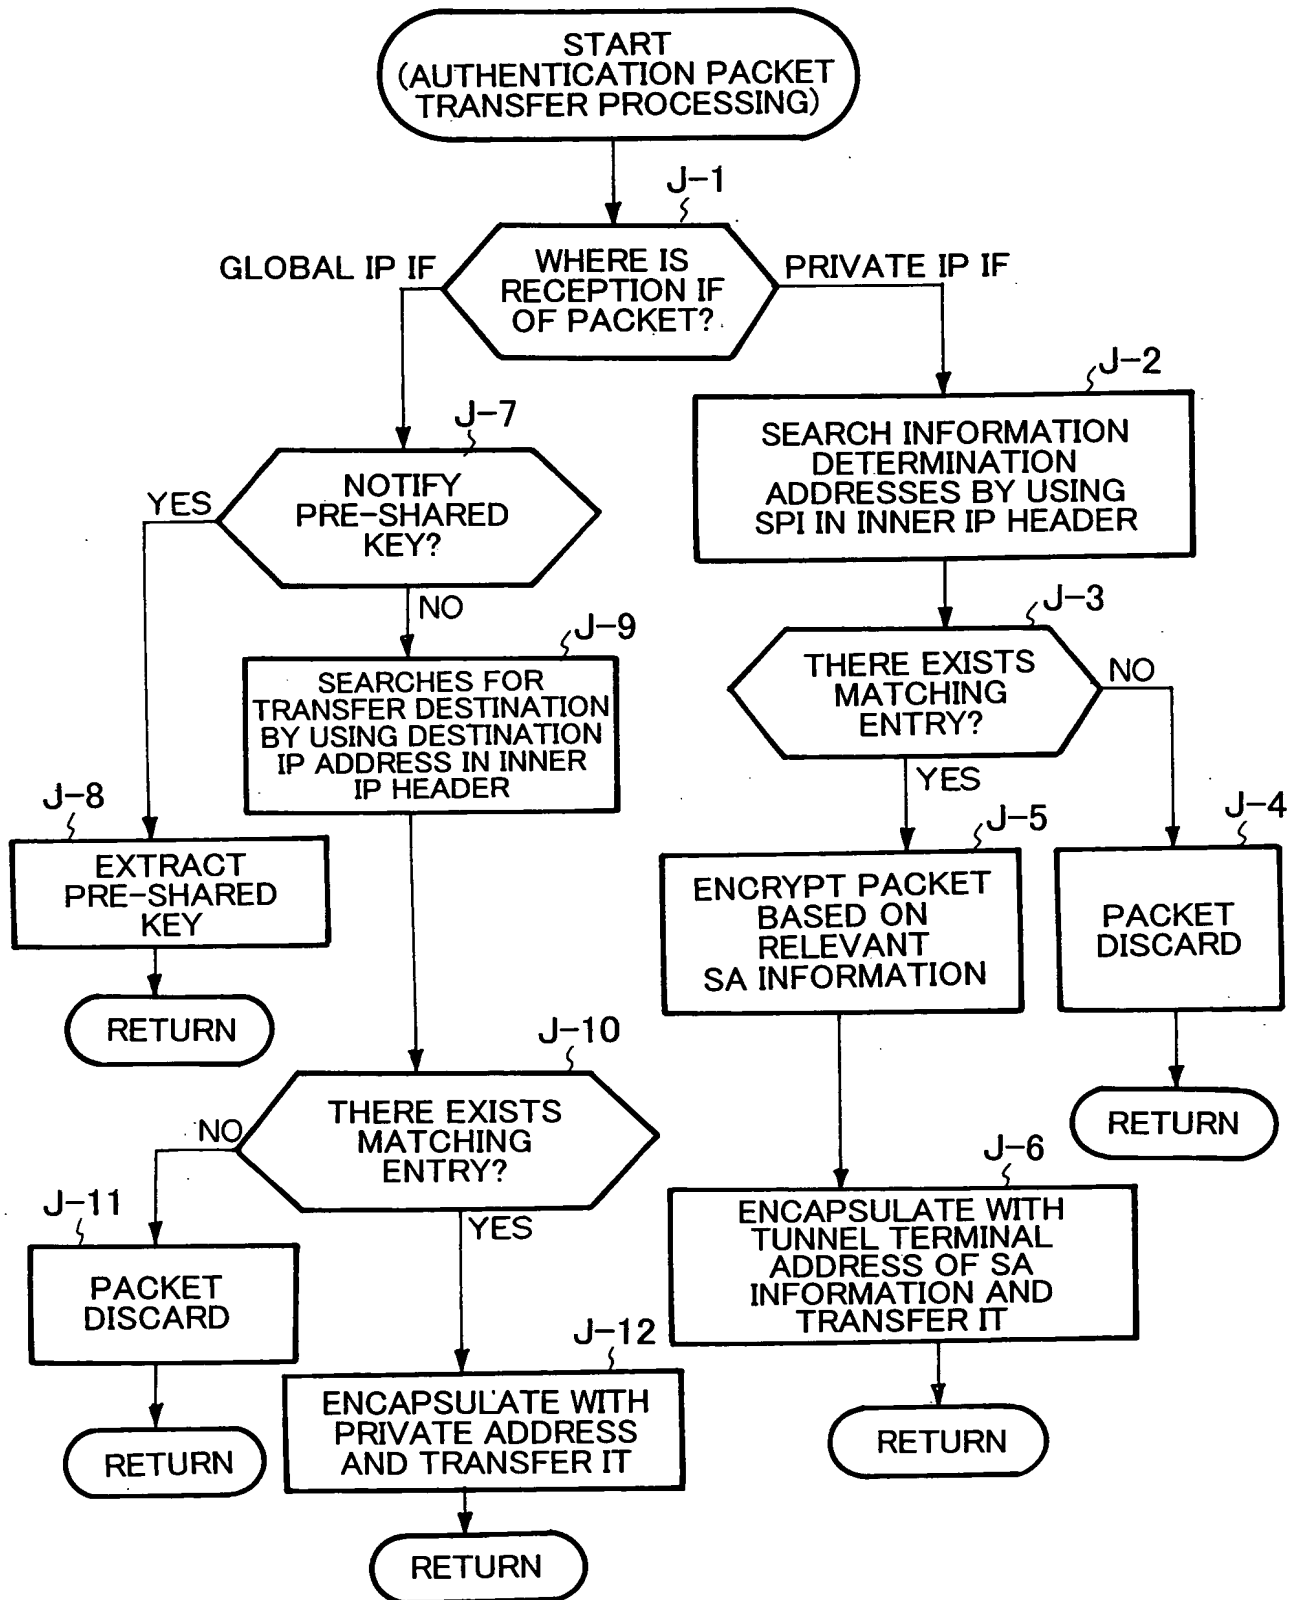 START
(AUTHENTICATION PACKET
TRANSFER PROCESSING)
J-1
GLOBAL IP IF
WHERE IS
RECEPTION IF
OF PACKET?
PRIVATE IP IF
J-2
SEARCH INFORMATION
DETERMINATION
ADDRESSES BY USING
SPI IN INNER IP HEADER
J-7
YES
NOTIFY
PRE-SHARED
KEY?
NO
J-3
THERE EXISTS
MATCHING
ENTRY?
NO
YES
J-9
SEARCHES FOR
TRANSFER DESTINATION
BY USING DESTINATION
IP ADDRESS IN INNER
IP HEADER
J-8
EXTRACT
PRE-SHARED
KEY
RETURN
J-5
ENCRYPT PACKET
BASED ON
RELEVANT
SA INFORMATION
J-4
PACKET
DISCARD
RETURN
J-10
NO
THERE EXISTS
MATCHING
ENTRY?
YES
J-6
ENCAPSULATE WITH
TUNNEL TERMINAL
ADDRESS OF SA
INFORMATION AND
TRANSFER IT
RETURN
J-11
PACKET
DISCARD
RETURN
J-12
ENCAPSULATE WITH
PRIVATE ADDRESS
AND TRANSFER IT
RETURN